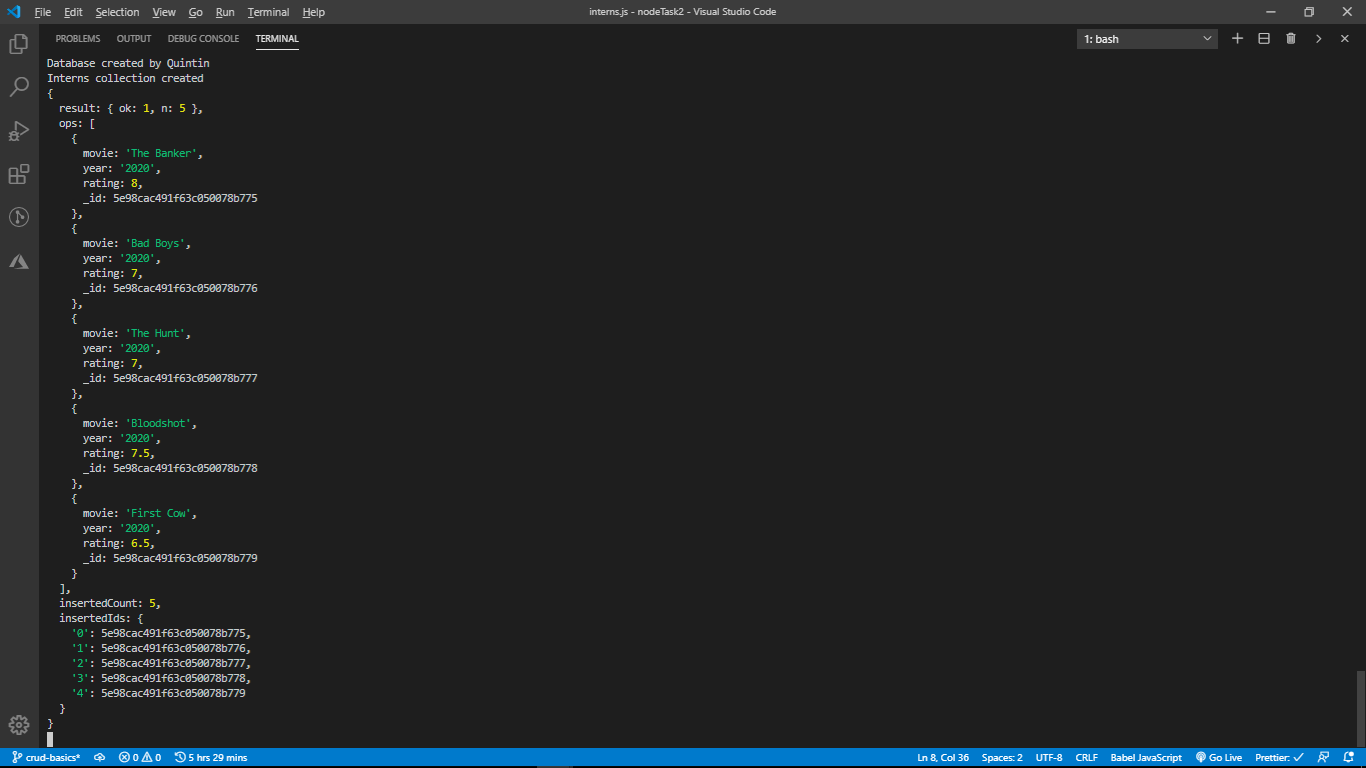 File Edit Selection View Go Run Terminal Help interns.js - nodeTask2 - Visual Studio Code
PROBLEMS OUTPUT DEBUG CONSOLE TERMINAL 1: bash
Database created by Quintin
Interns collection created
{
  result: { ok: 1, n: 5 },
  ops: [
    {
      movie: 'The Banker',
      year: '2020',
      rating: 8,
      _id: 5e98cac491f63c050078b775
    },
    {
      movie: 'Bad Boys',
      year: '2020',
      rating: 7,
      _id: 5e98cac491f63c050078b776
    },
    {
      movie: 'The Hunt',
      year: '2020',
      rating: 7,
      _id: 5e98cac491f63c050078b777
    },
    {
      movie: 'Bloodshot',
      year: '2020',
      rating: 7.5,
      _id: 5e98cac491f63c050078b778
    },
    {
      movie: 'First Cow',
      year: '2020',
      rating: 6.5,
      _id: 5e98cac491f63c050078b779
    }
  ],
  insertedCount: 5,
  insertedIds: {
    '0': 5e98cac491f63c050078b775,
    '1': 5e98cac491f63c050078b776,
    '2': 5e98cac491f63c050078b777,
    '3': 5e98cac491f63c050078b778,
    '4': 5e98cac491f63c050078b779
  }
}
crud-basics* 0 0 5 hrs 29 mins Ln 8, Col 36 Spaces: 2 UTF-8 CRLF Babel JavaScript Go Live Prettier: ✓